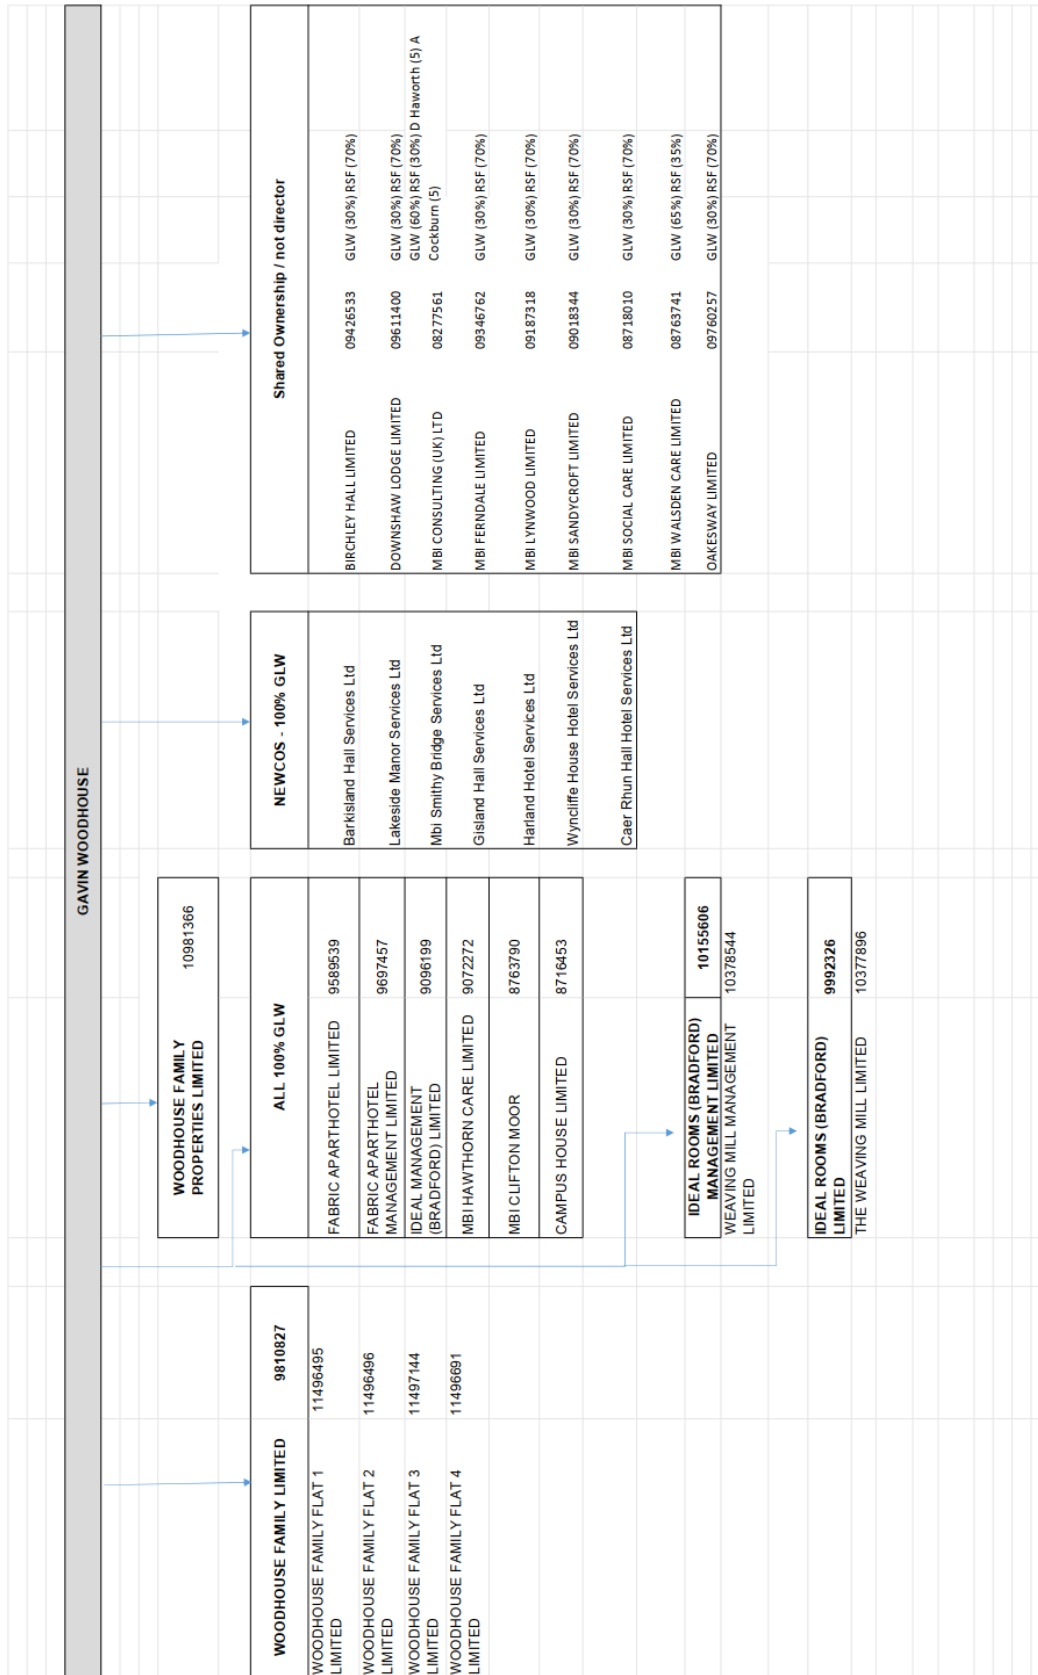 GAVIN WOODHOUSE
WOODHOUSE FAMILY LIMITED 9810827
WOODHOUSE FAMILY FLAT 1
LIMITED
11496495
WOODHOUSE FAMILY FLAT 2
LIMITED
11496496
WOODHOUSE FAMILY FLAT 3
LIMITED
11497144
WOODHOUSE FAMILY FLAT 4
LIMITED
11496691
WOODHOUSE FAMILY
PROPERTIES LIMITED
10981366
ALL 100% GLW
FABRIC APARTHOTEL LIMITED 9589539
FABRIC APARTHOTEL
MANAGEMENT LIMITED
9697457
IDEAL MANAGEMENT
(BRADFORD) LIMITED
9096199
MBI HAWTHORN CARE LIMITED 9072272
MBI CLIFTON MOOR 8763790
CAMPUS HOUSE LIMITED 8716453
IDEAL ROOMS (BRADFORD)
MANAGEMENT LIMITED
10155606
WEAVING MILL MANAGEMENT
LIMITED
10378544
IDEAL ROOMS (BRADFORD)
LIMITED
9992326
THE WEAVING MILL LIMITED 10377896
NEWCOS - 100% GLW
Barkisland Hall Services Ltd
Lakeside Manor Services Ltd
Mbi Smithy Bridge Services Ltd
Gisland Hall Services Ltd
Harland Hotel Services Ltd
Wyncliffe House Hotel Services Ltd
Caer Rhun Hall Hotel Services Ltd
Shared Ownership / not director
BIRCHLEY HALL LIMITED 09426533 GLW (30%) RSF (70%)
DOWNSHAW LODGE LIMITED 09611400 GLW (30%) RSF (70%)
MBI CONSULTING (UK) LTD 08277561 GLW (60%) RSF (30%) D Haworth (5) A
Cockburn (5)
MBI FERNDALE LIMITED 09346762 GLW (30%) RSF (70%)
MBI LYNWOOD LIMITED 09187318 GLW (30%) RSF (70%)
MBI SANDYCROFT LIMITED 09018344 GLW (30%) RSF (70%)
MBI SOCIAL CARE LIMITED 08718010 GLW (30%) RSF (70%)
MBI WALSDEN CARE LIMITED 08763741 GLW (65%) RSF (35%)
OAKESWAY LIMITED 09760257 GLW (30%) RSF (70%)